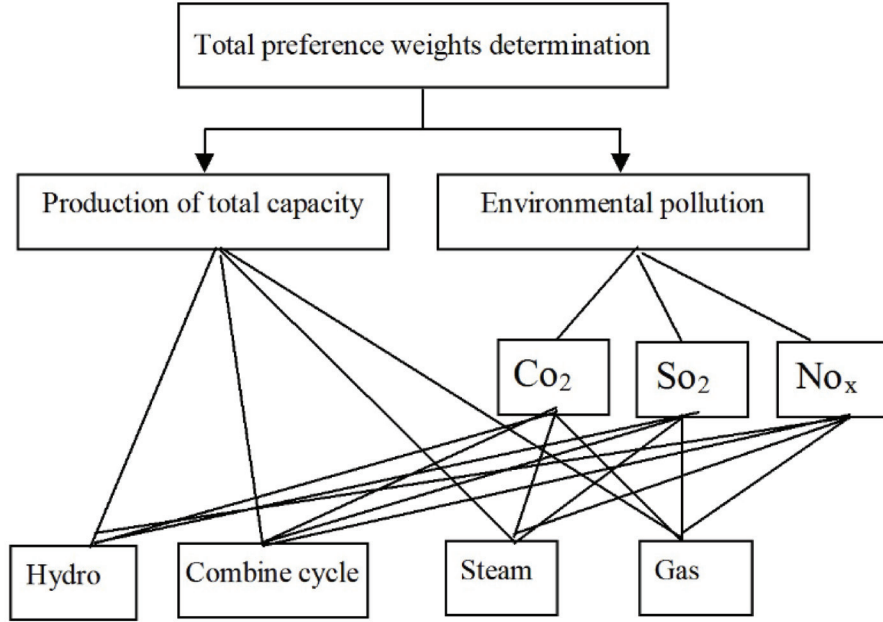 Total preference weights determination
Production of total capacity
Environmental pollution
Co₂
So₂
Noₓ
Hydro
Combine cycle
Steam
Gas